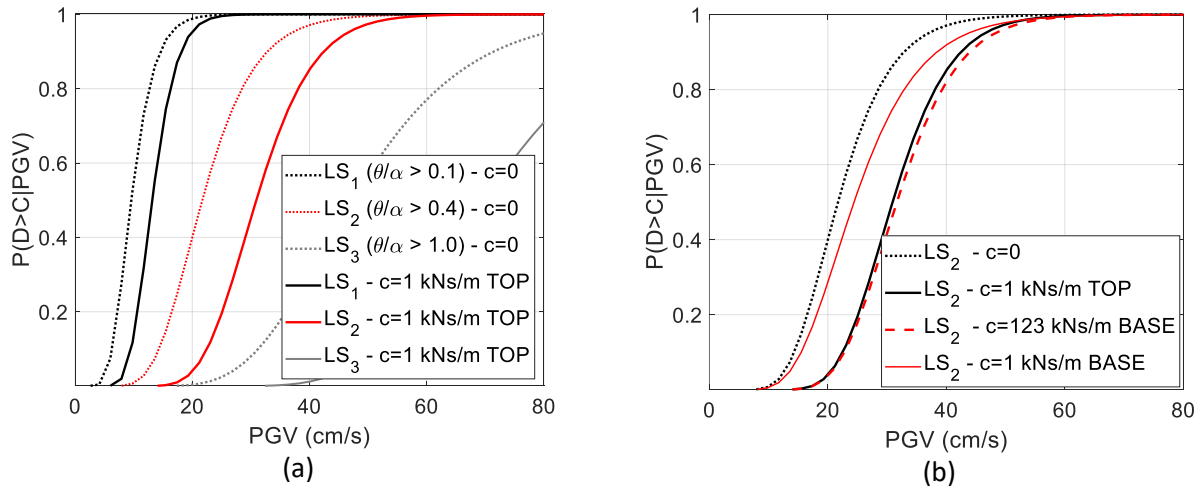 1
0.8
0.6
0.4
0.2
P(D>C|PGV)
0 20 40 60 80
PGV (cm/s)
LS1 (θ/α > 0.1) - c=0
LS2 (θ/α > 0.4) - c=0
LS3 (θ/α > 1.0) - c=0
LS1 - c=1 kNs/m TOP
LS2 - c=1 kNs/m TOP
LS3 - c=1 kNs/m TOP
(a)
1
0.8
0.6
0.4
0.2
P(D>C|PGV)
0 20 40 60 80
PGV (cm/s)
LS2 - c=0
LS2 - c=1 kNs/m TOP
LS2 - c=123 kNs/m BASE
LS2 - c=1 kNs/m BASE
(b)